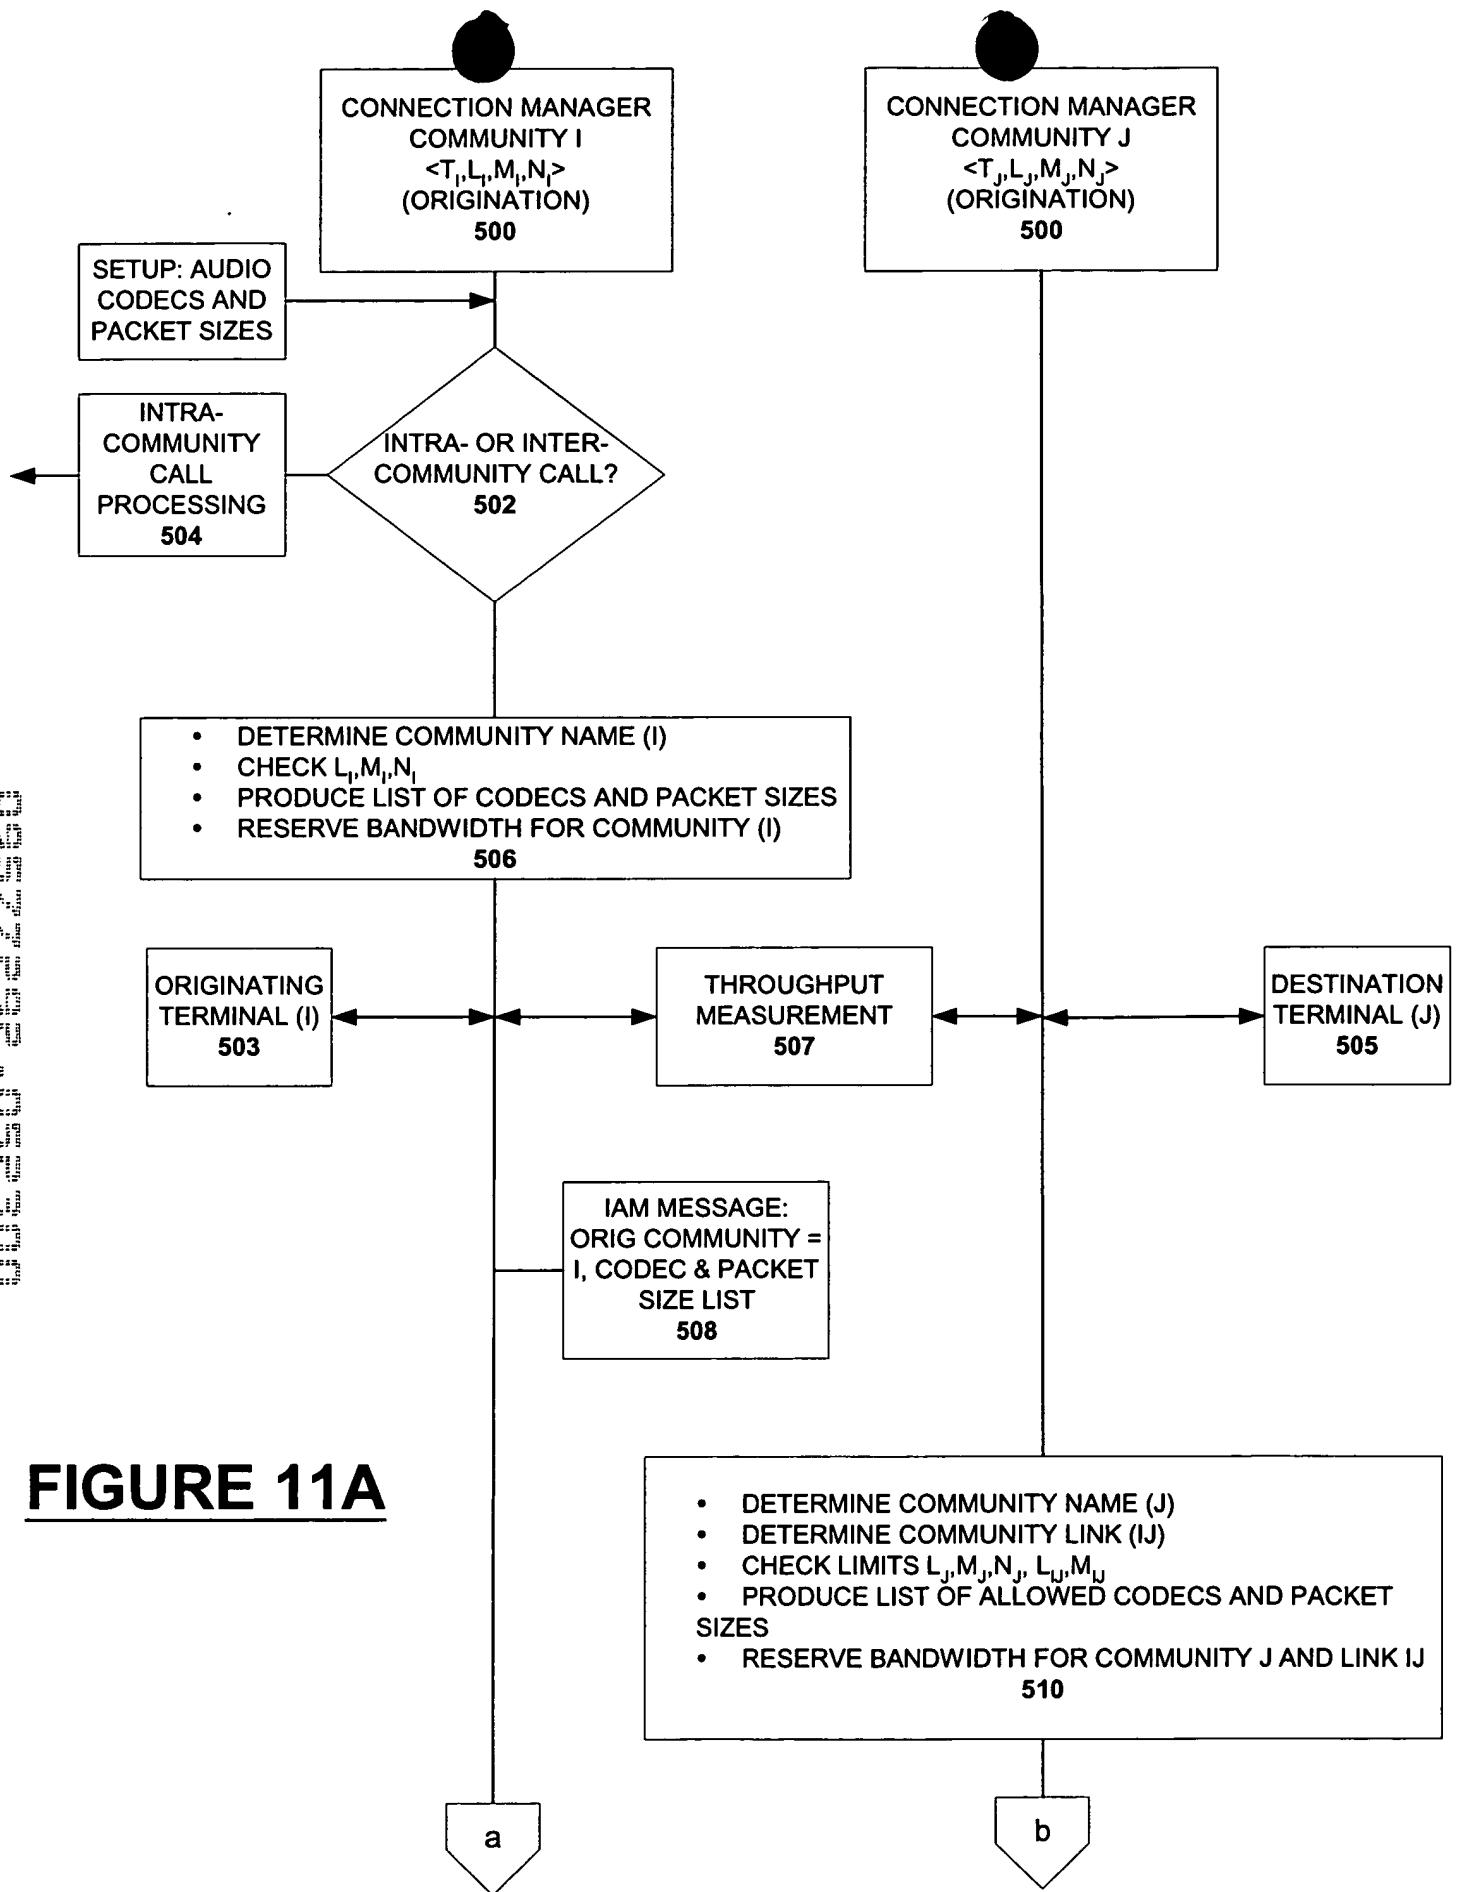 CONNECTION MANAGER
COMMUNITY I
<T_I,L_I,M_I,N_I>
(ORIGINATION)
500
CONNECTION MANAGER
COMMUNITY J
<T_J,L_J,M_J,N_J>
(ORIGINATION)
500
SETUP: AUDIO
CODECS AND
PACKET SIZES
INTRA-
COMMUNITY
CALL
PROCESSING
504
INTRA- OR INTER-
COMMUNITY CALL?
502
• DETERMINE COMMUNITY NAME (I)
• CHECK L_I,M_I,N_I
• PRODUCE LIST OF CODECS AND PACKET SIZES
• RESERVE BANDWIDTH FOR COMMUNITY (I)
506
ORIGINATING
TERMINAL (I)
503
THROUGHPUT
MEASUREMENT
507
DESTINATION
TERMINAL (J)
505
IAM MESSAGE:
ORIG COMMUNITY =
I, CODEC & PACKET
SIZE LIST
508
FIGURE 11A
• DETERMINE COMMUNITY NAME (J)
• DETERMINE COMMUNITY LINK (IJ)
• CHECK LIMITS L_J,M_J,N_J, L_IJ,M_IJ
• PRODUCE LIST OF ALLOWED CODECS AND PACKET
SIZES
• RESERVE BANDWIDTH FOR COMMUNITY J AND LINK IJ
510
a
b